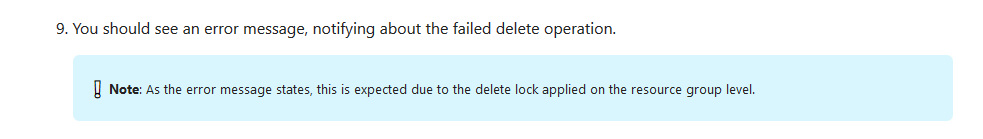 9. You should see an error message, notifying about the failed delete operation.
Note: As the error message states, this is expected due to the delete lock applied on the resource group level.